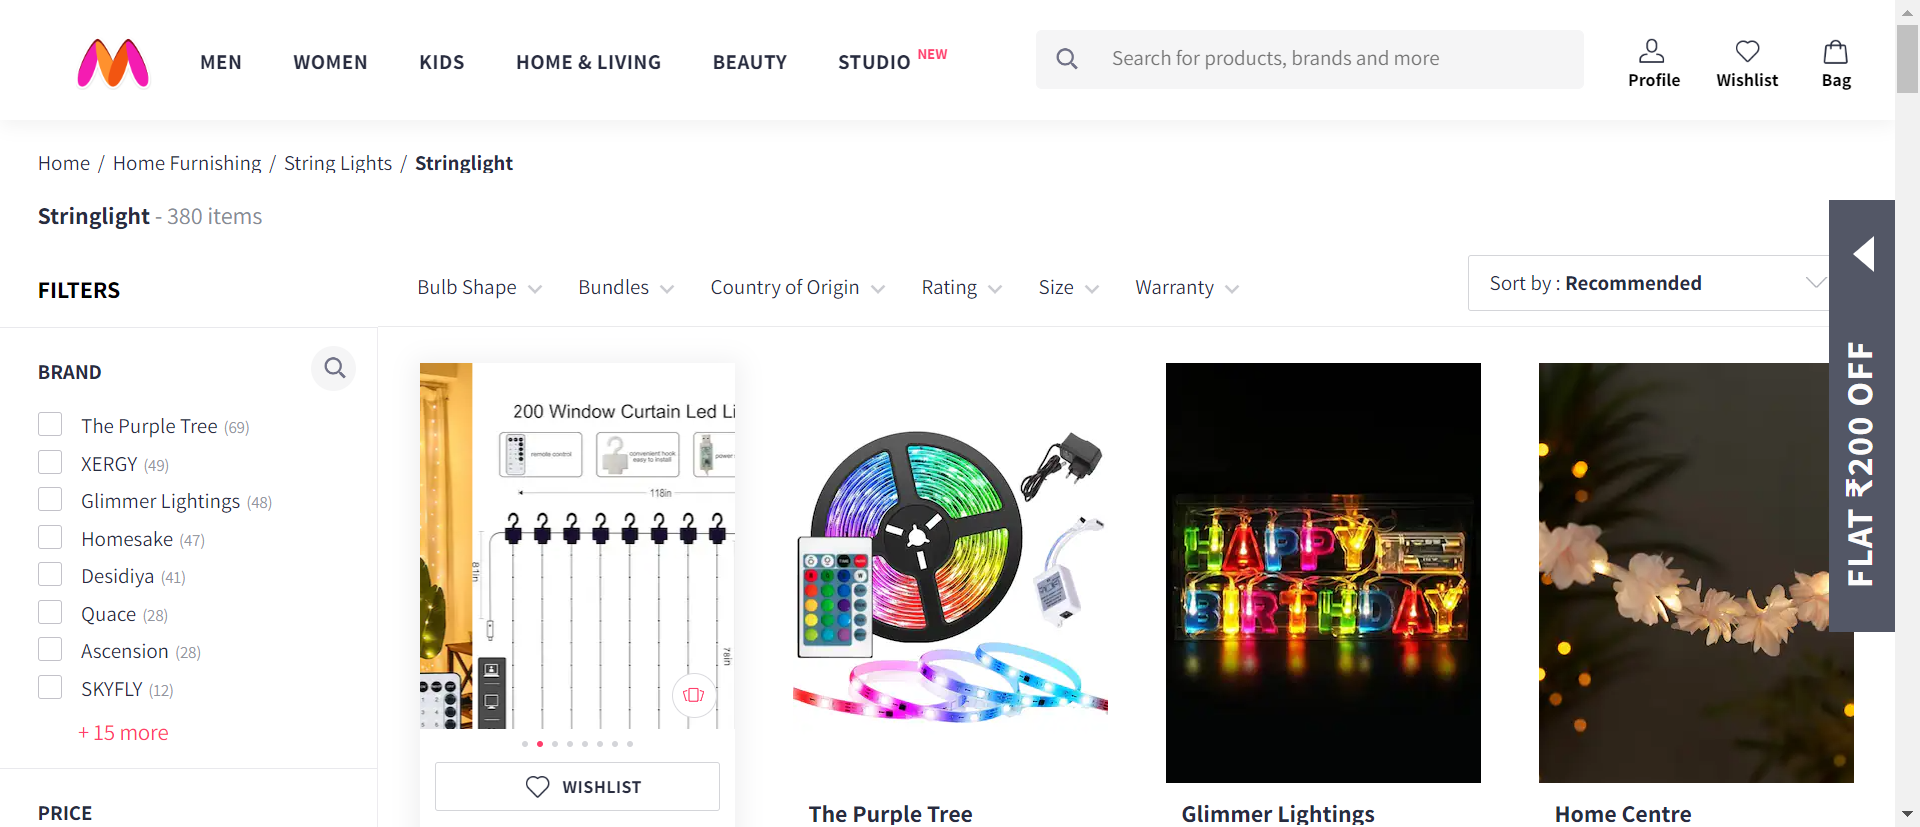 MEN WOMEN KIDS HOME & LIVING BEAUTY STUDIO NEW
Search for products, brands and more
Profile Wishlist Bag
Home / Home Furnishing / String Lights / Stringlight
Stringlight - 380 items
FILTERS
Bulb Shape Bundles Country of Origin Rating Size Warranty
Sort by : Recommended
FLAT ₹200 OFF
BRAND
The Purple Tree (69)
XERGY (49)
Glimmer Lightings (48)
Homesake (47)
Desidiya (41)
Quace (28)
Ascension (28)
SKYFLY (12)
+ 15 more
PRICE
200 Window Curtain Led Li
remote control
convenient hook
easy to install
power
118in
78in
WISHLIST
HAPPY
BIRTHDAY
The Purple Tree
Glimmer Lightings
Home Centre